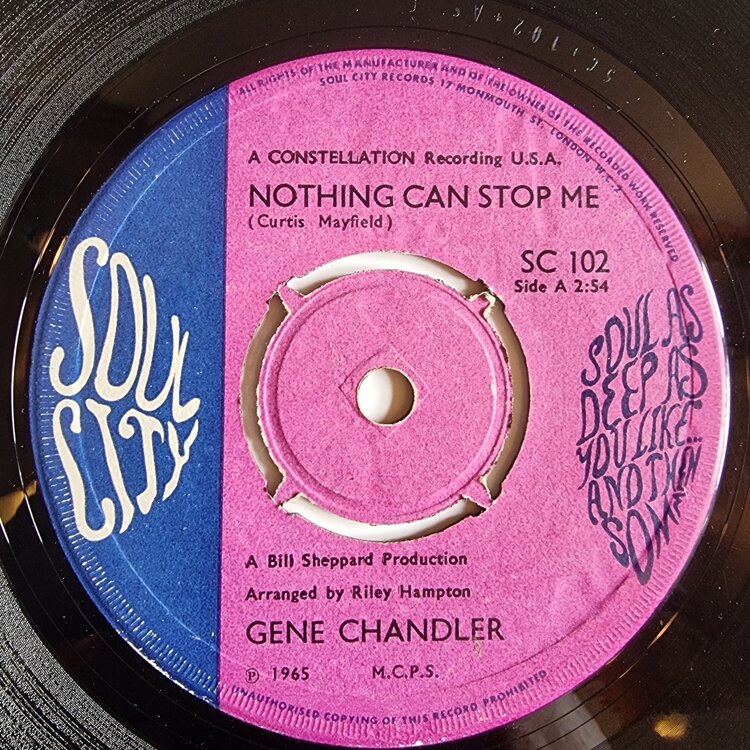 SC-102-A
ALL RIGHTS OF THE MANUFACTURER AND OF THE OWNER OF THE RECORDED WORK RESERVED
SOUL CITY RECORDS 17 MONMOUTH ST. LONDON W.C.2
A CONSTELLATION Recording U.S.A.
NOTHING CAN STOP ME
(Curtis Mayfield)
SC 102
Side A 2:54
SOUL
CITY
SOUL AS
DEEP AS
YOU LIKE...
AND THEN
SOME
A Bill Sheppard Production
Arranged by Riley Hampton
GENE CHANDLER
Ⓟ 1965 M.C.P.S.
UNAUTHORISED COPYING OF THIS RECORD PROHIBITED